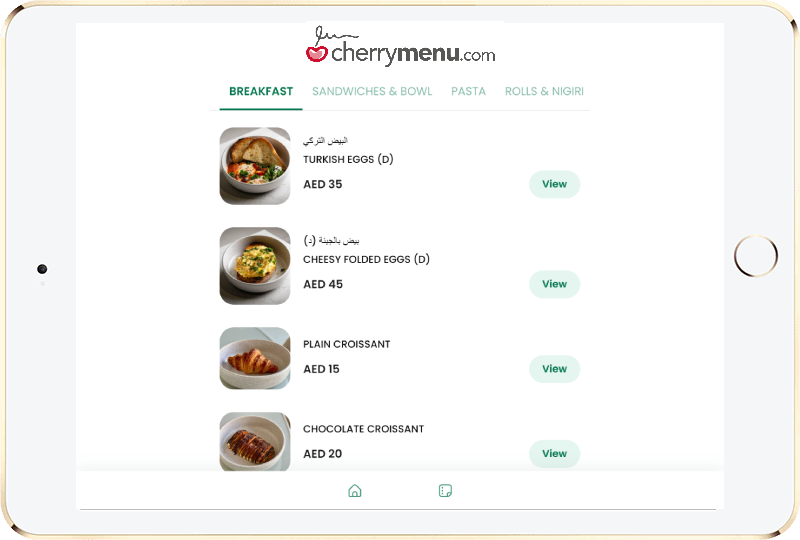 cherrymenu.com
BREAKFAST SANDWICHES & BOWL PASTA ROLLS & NIGIRI
البيض التركي
TURKISH EGGS (D)
AED 35
View
بيض بالجبنة (د)
CHEESY FOLDED EGGS (D)
AED 45
View
PLAIN CROISSANT
AED 15
View
CHOCOLATE CROISSANT
AED 20
View